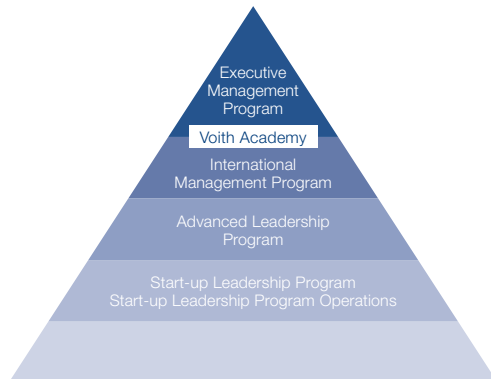 Executive
Management
Program
Voith Academy
International
Management Program
Advanced Leadership
Program
Start-up Leadership Program
Start-up Leadership Program Operations